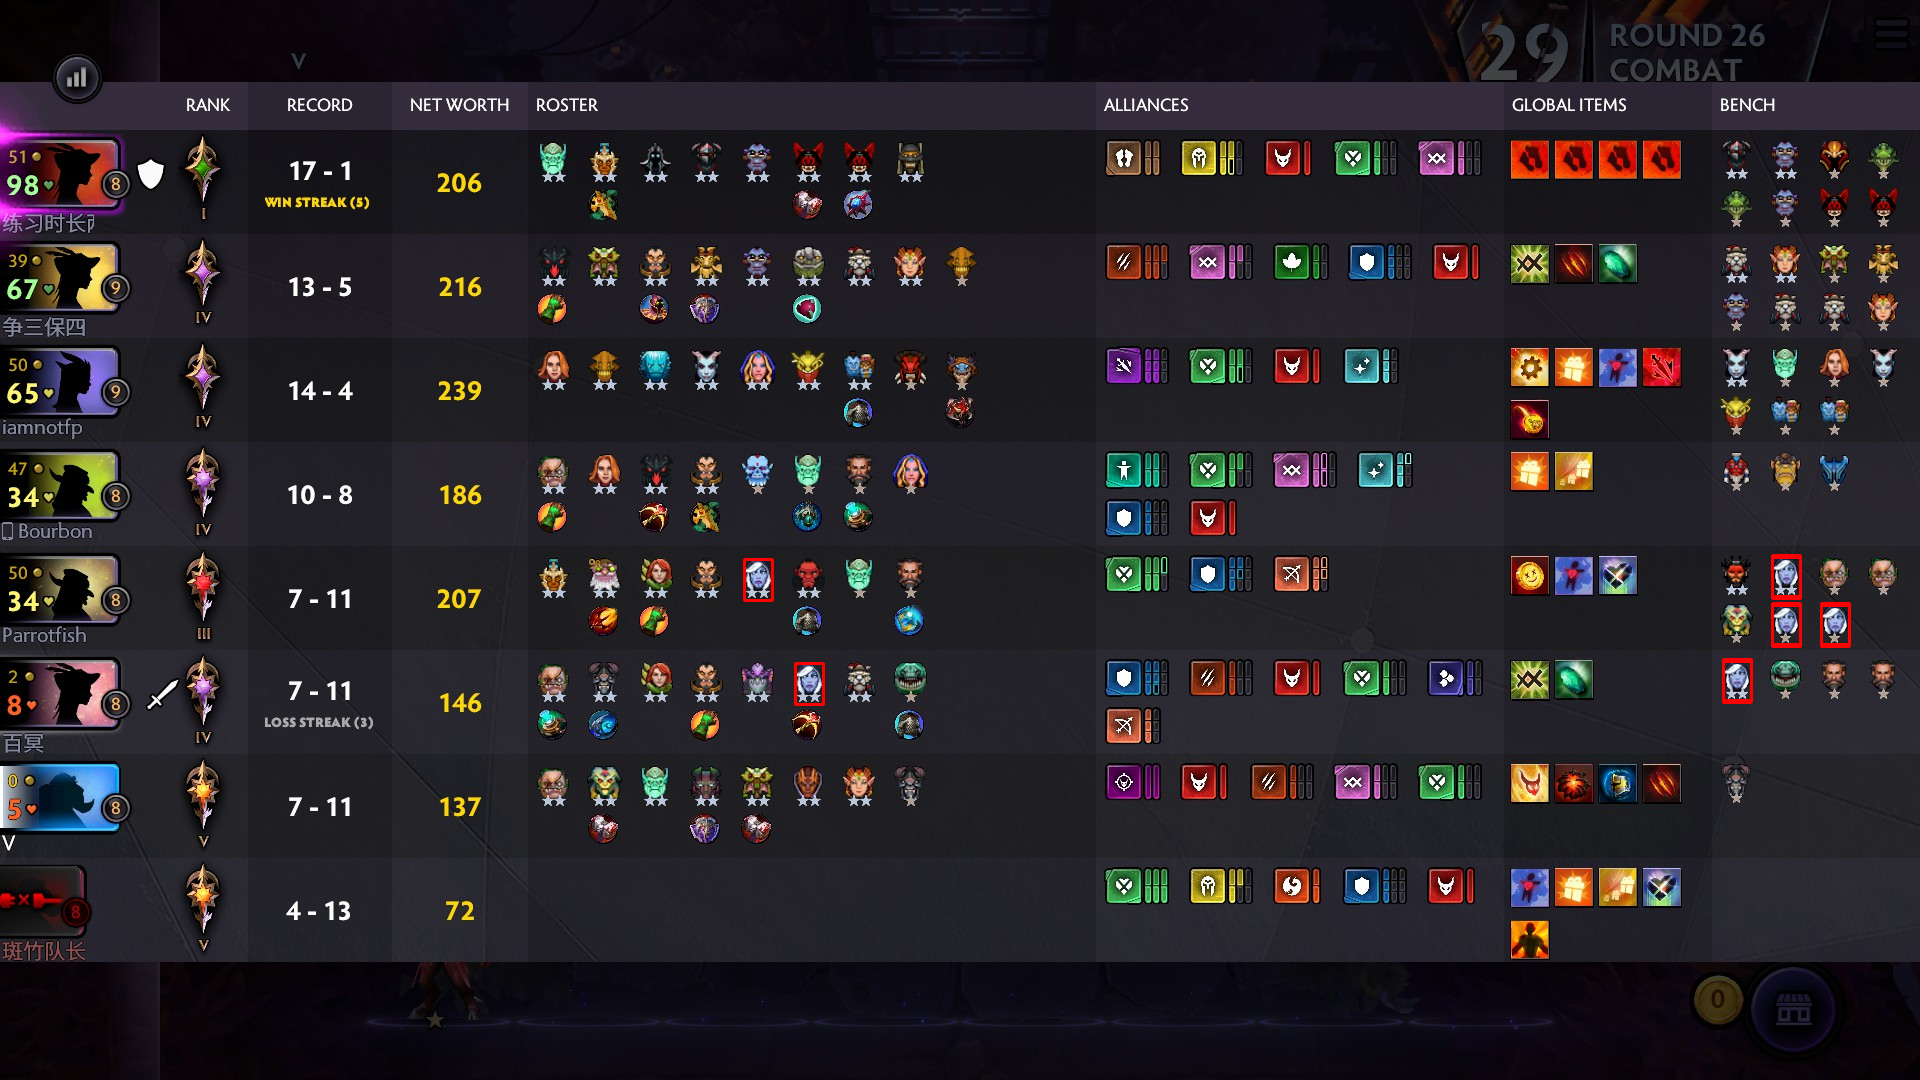 29
ROUND 26
COMBAT
V
RANK RECORD NET WORTH ROSTER ALLIANCES GLOBAL ITEMS BENCH
51
98
8
I
17 - 1
WIN STREAK (5)
206
练习时长
39
67
9
IV
13 - 5
216
争三保四
50
65
9
IV
14 - 4
239
iamnotfp
47
34
8
IV
10 - 8
186
Bourbon
50
34
8
III
7 - 11
207
Parrotfish
2
8
8
IV
7 - 11
LOSS STREAK (3)
146
百冥
0
5
8
V
7 - 11
137
V
8
V
4 - 13
72
斑竹队长
0